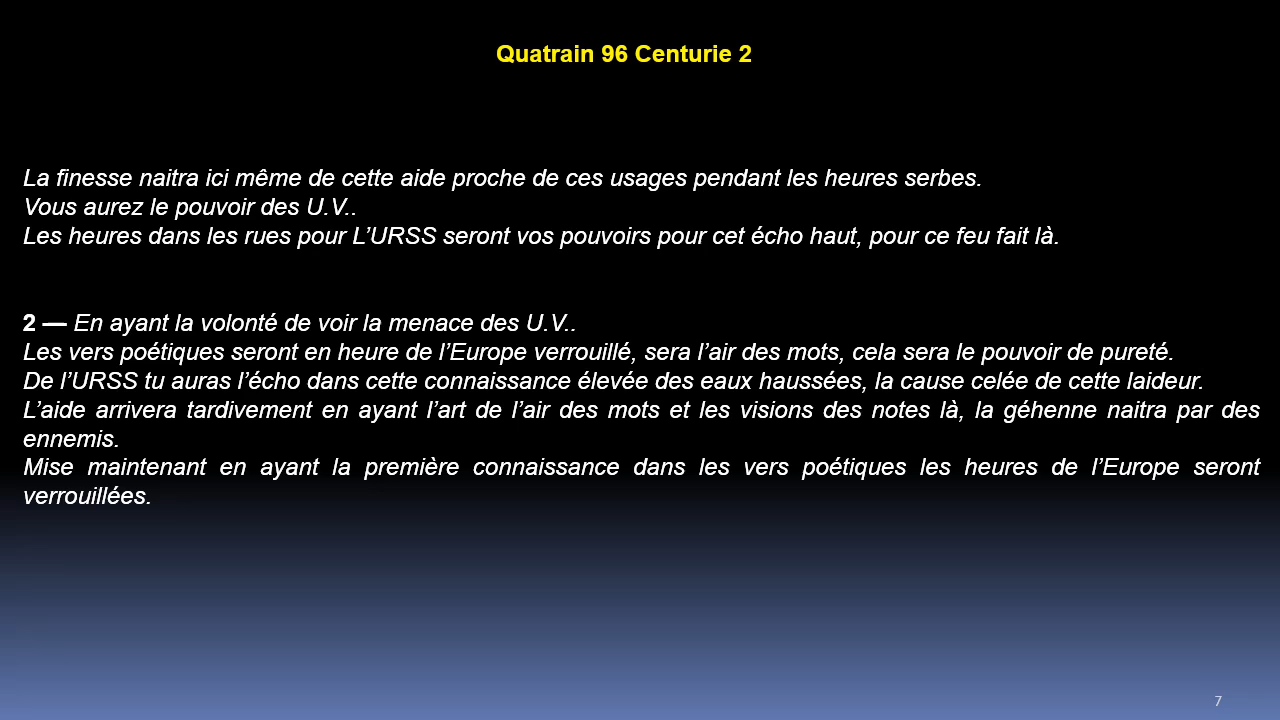 Quatrain 96 Centurie 2
La finesse naitra ici même de cette aide proche de ces usages pendant les heures serbes.
Vous aurez le pouvoir des U.V..
Les heures dans les rues pour L’URSS seront vos pouvoirs pour cet écho haut, pour ce feu fait là.
2 — En ayant la volonté de voir la menace des U.V..
Les vers poétiques seront en heure de l’Europe verrouillé, sera l’air des mots, cela sera le pouvoir de pureté.
De l’URSS tu auras l’écho dans cette connaissance élevée des eaux haussées, la cause celée de cette laideur.
L’aide arrivera tardivement en ayant l’art de l’air des mots et les visions des notes là, la géhenne naitra par des
ennemis.
Mise maintenant en ayant la première connaissance dans les vers poétiques les heures de l’Europe seront
verrouillées.
7